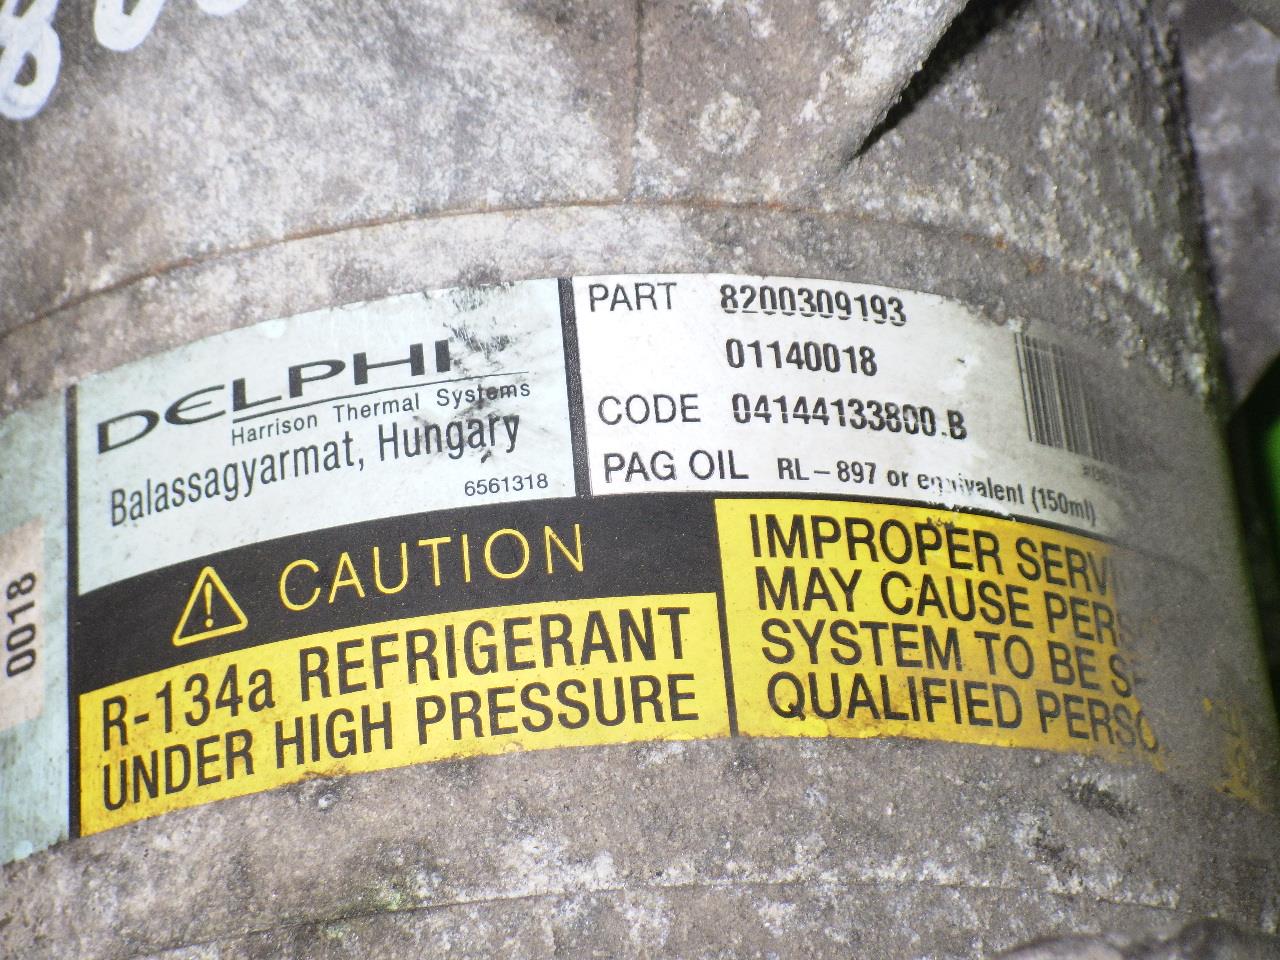 DELPHI
Harrison Thermal Systems
Balassagyarmat, Hungary
6561318
PART 8200309193
01140018
CODE 04144133800.B
PAG OIL RL-897 or equivalent (150ml)
0018
CAUTION
R-134a REFRIGERANT
UNDER HIGH PRESSURE
IMPROPER
MAY CAUSE
SYSTEM TO BE
QUALIFIED